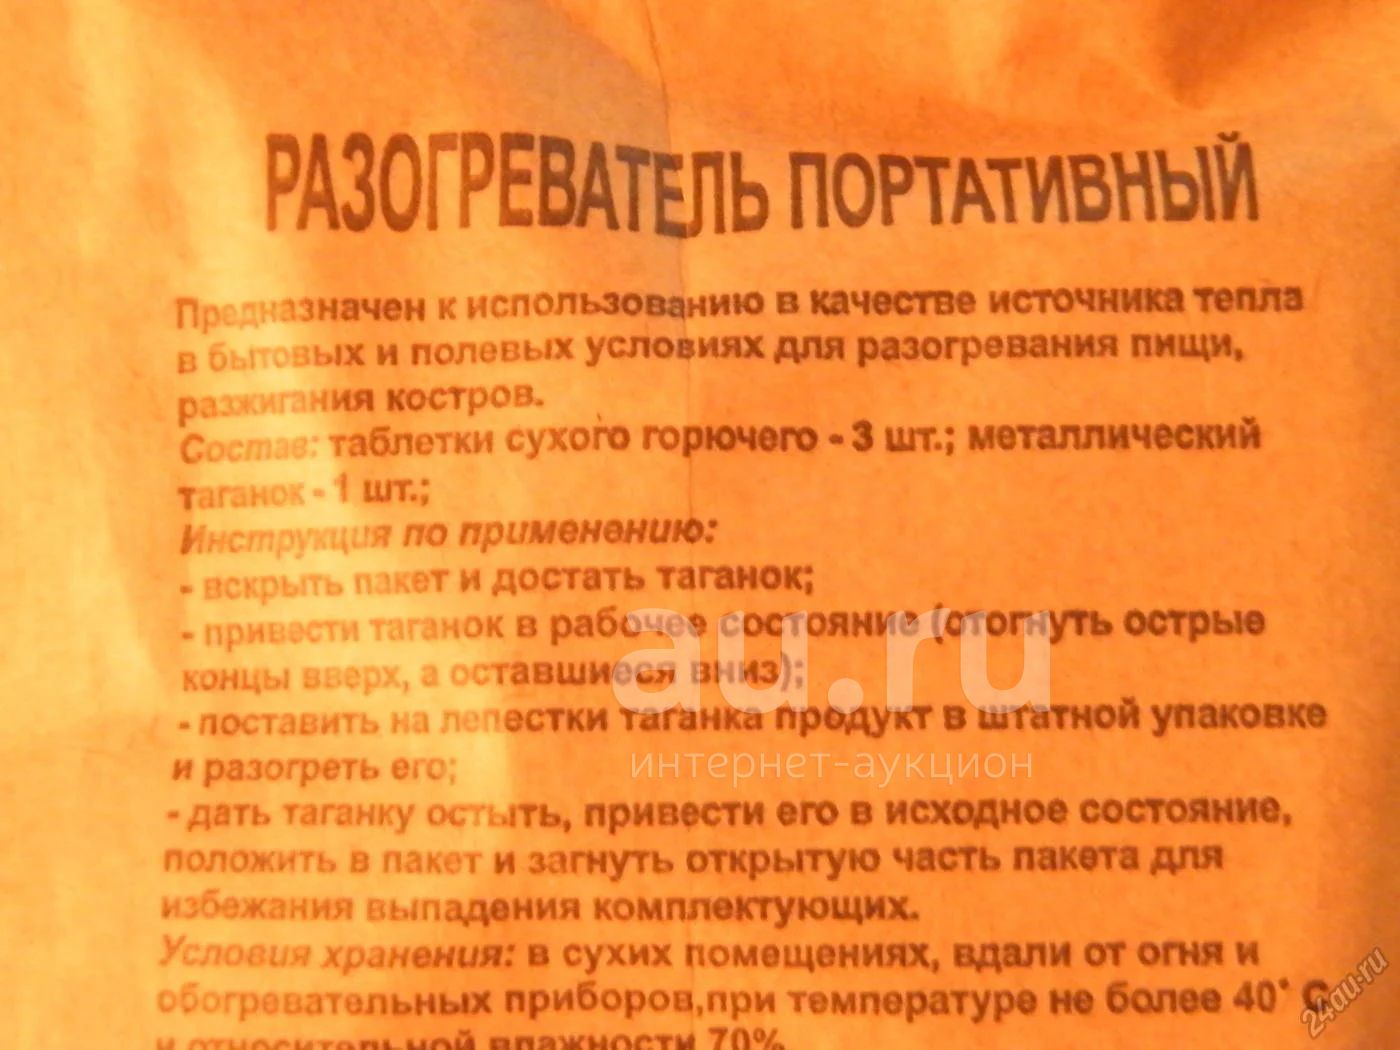 РАЗОГРЕВАТЕЛЬ ПОРТАТИВНЫЙ
Предназначен к использованию в качестве источника тепла
в бытовых и полевых условиях для разогревания пищи,
разжигания костров.
Состав: таблетки сухого горючего - 3 шт.; металлический
таганок - 1 шт.;
Инструкция по применению:
- вскрыть пакет и достать таганок;
- привести таганок в рабочее состояние (отогнуть острые
концы вверх, а оставшиеся вниз);
- поставить на лепестки таганка продукт в штатной упаковке
и разогреть его;
- дать таганку остыть, привести его в исходное состояние,
положить в пакет и загнуть открытую часть пакета для
избежания выпадения комплектующих.
Условия хранения: в сухих помещениях, вдали от огня и
обогревательных приборов,при температуре не более 40° С
и относительной влажности 70%
au.ru
интернет-аукцион
24au.ru